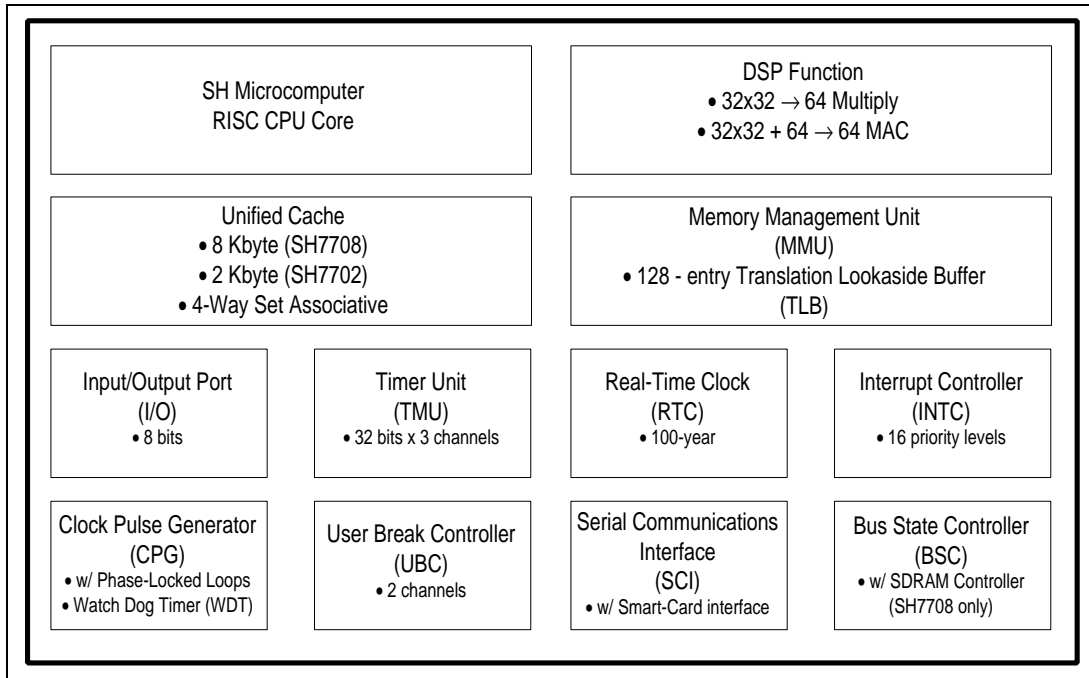 SH Microcomputer
RISC CPU Core
DSP Function
• 32x32 → 64 Multiply
• 32x32 + 64 → 64 MAC
Unified Cache
• 8 Kbyte (SH7708)
• 2 Kbyte (SH7702)
• 4-Way Set Associative
Memory Management Unit
(MMU)
• 128 - entry Translation Lookaside Buffer
(TLB)
Input/Output Port
(I/O)
• 8 bits
Timer Unit
(TMU)
• 32 bits x 3 channels
Real-Time Clock
(RTC)
• 100-year
Interrupt Controller
(INTC)
• 16 priority levels
Clock Pulse Generator
(CPG)
• w/ Phase-Locked Loops
• Watch Dog Timer (WDT)
User Break Controller
(UBC)
• 2 channels
Serial Communications
Interface
(SCI)
• w/ Smart-Card interface
Bus State Controller
(BSC)
• w/ SDRAM Controller
(SH7708 only)